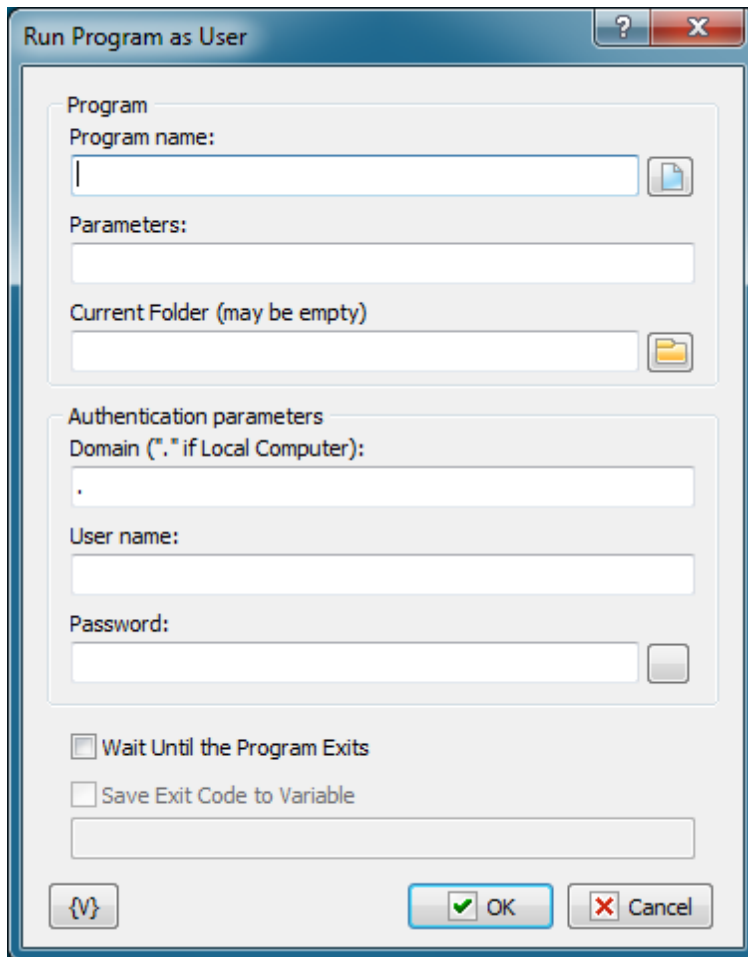 Run Program as User
?
Program
Program name:
Parameters:
Current Folder (may be empty)
Authentication parameters
Domain ("." if Local Computer):
.
User name:
Password:
Wait Until the Program Exits
Save Exit Code to Variable
{V} OK Cancel